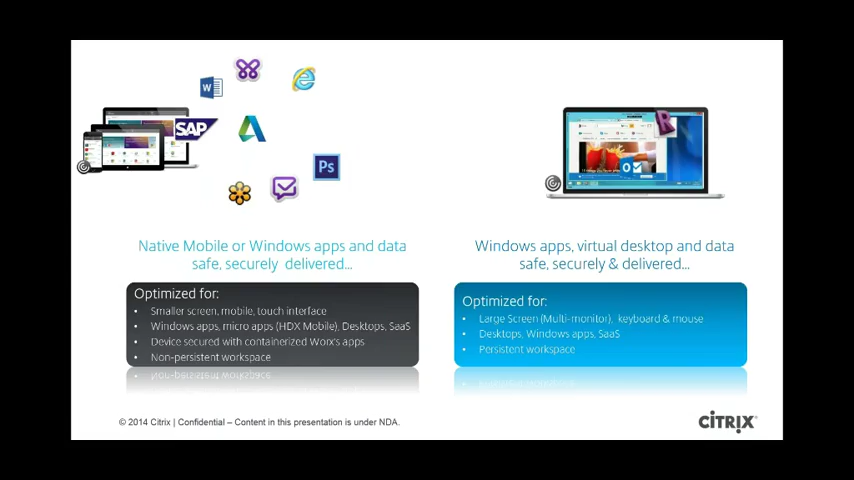 W
SAP
Ps
R
Native Mobile or Windows apps and data
safe, securely delivered...
Windows apps, virtual desktop and data
safe, securely & delivered...
Optimized for:
• Smaller screen, mobile, touch interface
• Windows apps, micro apps (HDX Mobile), Desktops, SaaS
• Device secured with containerized Worx's apps
• Non-persistent workspace
Optimized for:
• Large Screen (Multi-monitor), keyboard & mouse
• Desktops, Windows apps, SaaS
• Persistent workspace
© 2014 Citrix | Confidential – Content in this presentation is under NDA.
CITRIX